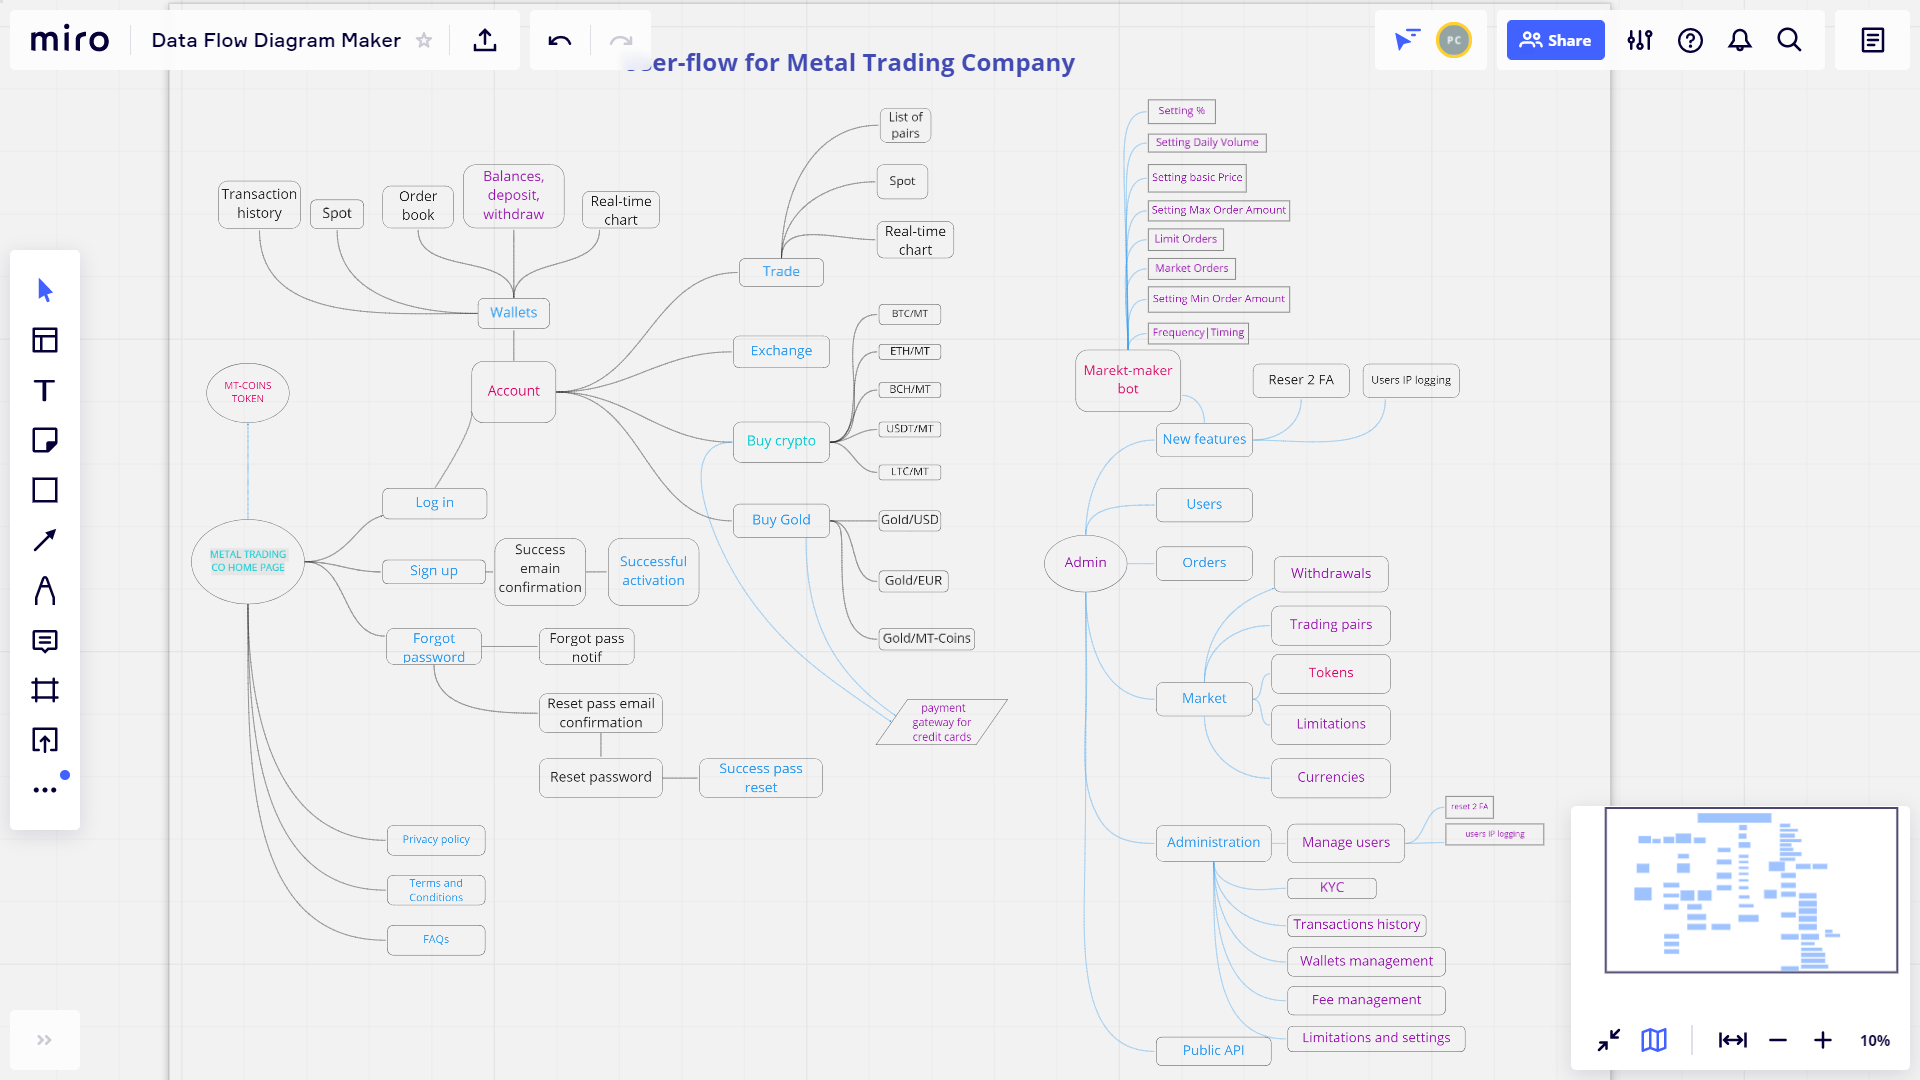 miro
Data Flow Diagram Maker
PC
Share
er-flow for Metal Trading Company
List of
pairs
Spot
Real-time
chart
Trade
Transaction
history
Spot
Order
book
Balances,
deposit,
withdraw
Real-time
chart
Wallets
Exchange
Account
MT-COINS
TOKEN
BTC/MT
ETH/MT
BCH/MT
USDT/MT
LTC/MT
Buy crypto
Buy Gold
Gold/USD
Gold/EUR
Gold/MT-Coins
Log in
METAL TRADING
CO HOME PAGE
Sign up
Success
emain
confirmation
Successful
activation
Forgot
password
Forgot pass
notif
Reset pass email
confirmation
Reset password
Success pass
reset
payment
gateway for
credit cards
Privacy policy
Terms and
Conditions
FAQs
Setting %
Setting Daily Volume
Setting basic Price
Setting Max Order Amount
Limit Orders
Market Orders
Setting Min Order Amount
Frequency|Timing
Marekt-maker
bot
Reser 2 FA
Users IP logging
New features
Users
Admin
Orders
Withdrawals
Trading pairs
Tokens
Market
Limitations
Currencies
reset 2 FA
users IP logging
Administration
Manage users
KYC
Transactions history
Wallets management
Fee management
Limitations and settings
Public API
10%